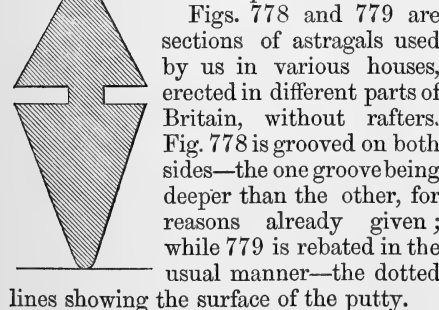 Figs. 778 and 779 are
sections of astragals used
by us in various houses,
erected in different parts of
Britain, without rafters.
Fig. 778 is grooved on both
sides—the one groove being
deeper than the other, for
reasons already given;
while 779 is rebated in the
usual manner—the dotted
lines showing the surface of the putty.